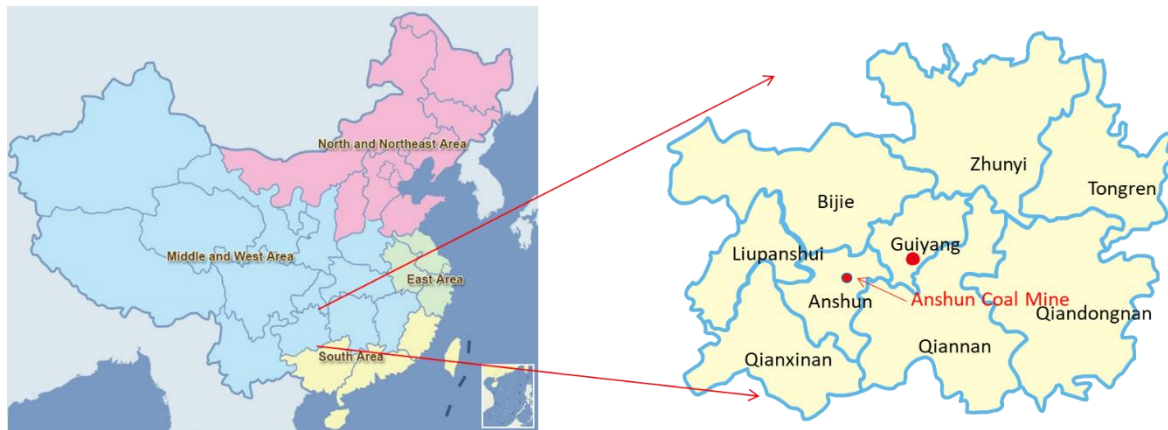 North and Northeast Area
Middle and West Area
East Area
South Area
Zhunyi
Tongren
Bijie
Guiyang
Liupanshui
Anshun Coal Mine
Anshun
Qiandongnan
Qianxinan
Qiannan